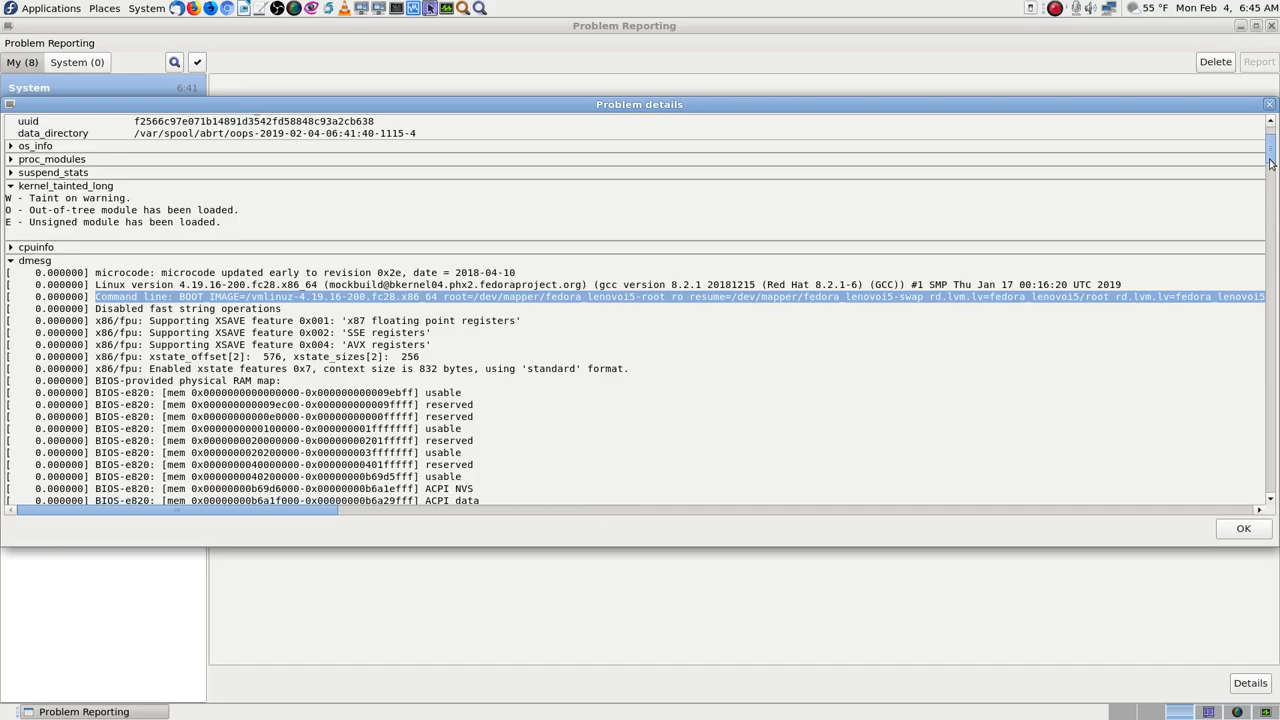 Applications Places System 55 °F Mon Feb 4, 6:45 AM
Problem Reporting
Problem Reporting
My (8) System (0) Delete Report
System 6:41
Problem details
uuid f2566c97e071b14891d3542fd58848c93a2cb638
data_directory /var/spool/abrt/oops-2019-02-04-06:41:40-1115-4
os_info
proc_modules
suspend_stats
kernel_tainted_long
W - Taint on warning.
O - Out-of-tree module has been loaded.
E - Unsigned module has been loaded.
cpuinfo
dmesg
[ 0.000000] microcode: microcode updated early to revision 0x2e, date = 2018-04-10
[ 0.000000] Linux version 4.19.16-200.fc28.x86_64 (mockbuild@bkernel04.phx2.fedoraproject.org) (gcc version 8.2.1 20181215 (Red Hat 8.2.1-6) (GCC)) #1 SMP Thu Jan 17 00:16:20 UTC 2019
[ 0.000000] Command line: BOOT_IMAGE=/vmlinuz-4.19.16-200.fc28.x86_64 root=/dev/mapper/fedora_lenovoi5-root ro resume=/dev/mapper/fedora_lenovoi5-swap rd.lvm.lv=fedora_lenovoi5/root rd.lvm.lv=fedora_lenovoi5
[ 0.000000] Disabled fast string operations
[ 0.000000] x86/fpu: Supporting XSAVE feature 0x001: 'x87 floating point registers'
[ 0.000000] x86/fpu: Supporting XSAVE feature 0x002: 'SSE registers'
[ 0.000000] x86/fpu: Supporting XSAVE feature 0x004: 'AVX registers'
[ 0.000000] x86/fpu: xstate_offset[2]: 576, xstate_sizes[2]: 256
[ 0.000000] x86/fpu: Enabled xstate features 0x7, context size is 832 bytes, using 'standard' format.
[ 0.000000] BIOS-provided physical RAM map:
[ 0.000000] BIOS-e820: [mem 0x0000000000000000-0x000000000009ebff] usable
[ 0.000000] BIOS-e820: [mem 0x000000000009ec00-0x000000000009ffff] reserved
[ 0.000000] BIOS-e820: [mem 0x00000000000e0000-0x00000000000fffff] reserved
[ 0.000000] BIOS-e820: [mem 0x0000000000100000-0x000000001fffffff] usable
[ 0.000000] BIOS-e820: [mem 0x0000000020000000-0x00000000201fffff] reserved
[ 0.000000] BIOS-e820: [mem 0x0000000020200000-0x000000003fffffff] usable
[ 0.000000] BIOS-e820: [mem 0x0000000040000000-0x00000000401fffff] reserved
[ 0.000000] BIOS-e820: [mem 0x0000000040200000-0x00000000b69d5fff] usable
[ 0.000000] BIOS-e820: [mem 0x00000000b69d6000-0x00000000b6a1efff] ACPI NVS
[ 0.000000] BIOS-e820: [mem 0x00000000b6a1f000-0x00000000b6a29fff] ACPI data
OK
Details
Problem Reporting